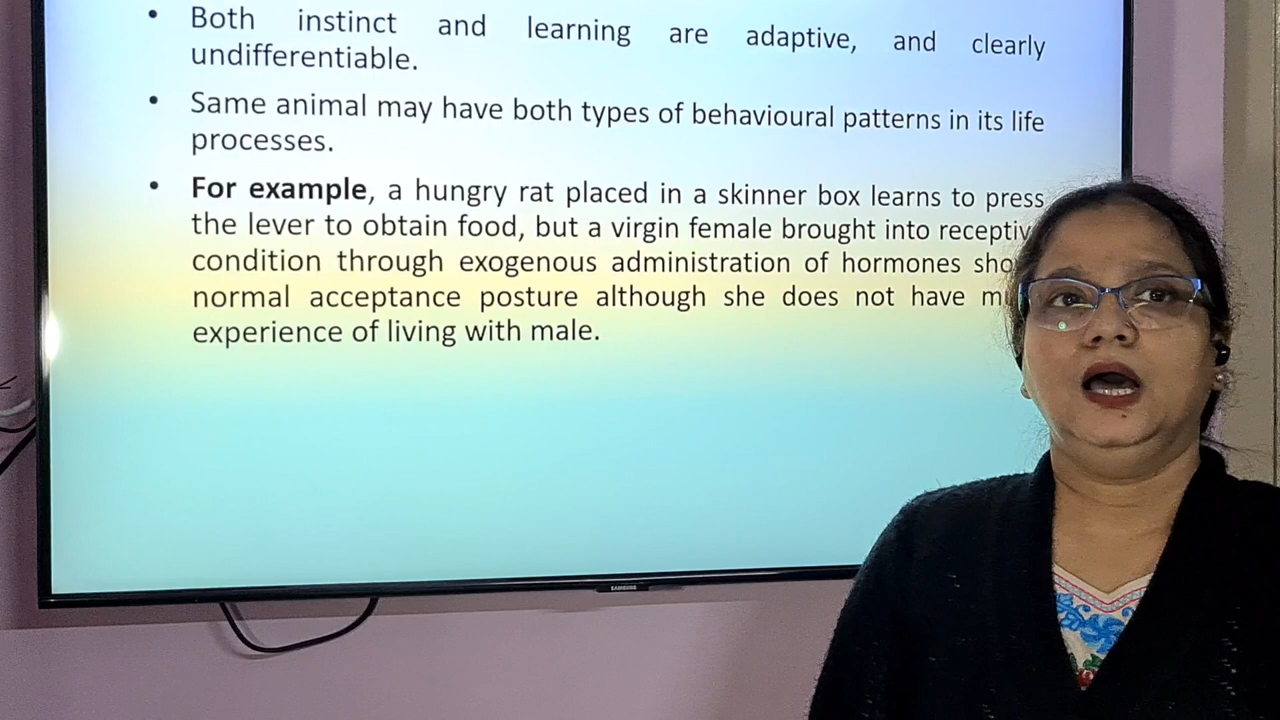 • Both instinct and learning are adaptive, and clearly
undifferentiable.
• Same animal may have both types of behavioural patterns in its life
processes.
• For example, a hungry rat placed in a skinner box learns to press
the lever to obtain food, but a virgin female brought into receptiv
condition through exogenous administration of hormones sho
normal acceptance posture although she does not have m
experience of living with male.
SAMSUNG